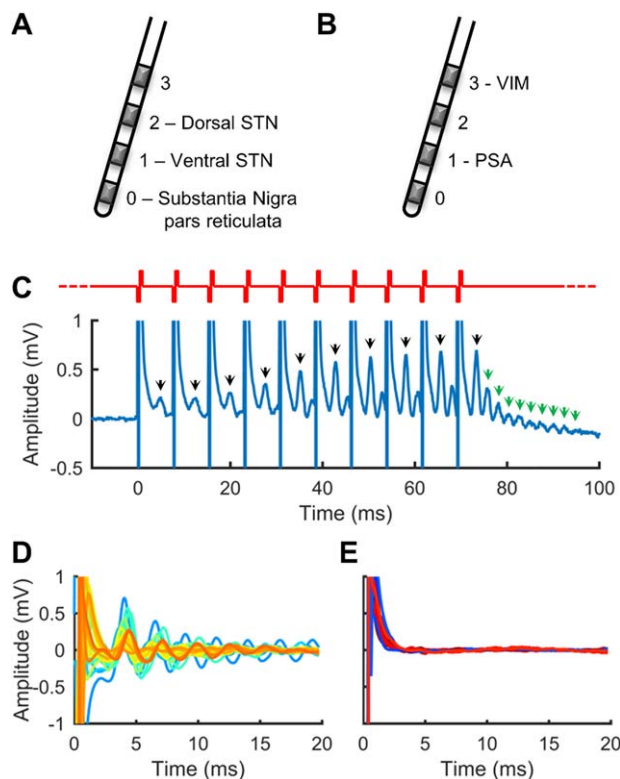 A
3
2 – Dorsal STN
1 – Ventral STN
0 – Substantia Nigra
pars reticulata
B
3 - VIM
2
1 - PSA
0
C
Amplitude (mV)
1
0.5
0
-0.5
0 20 40 60 80 100
Time (ms)
D
Amplitude (mV)
1
0.5
0
-0.5
-1
0 5 10 15 20
Time (ms)
E
0 5 10 15 20
Time (ms)